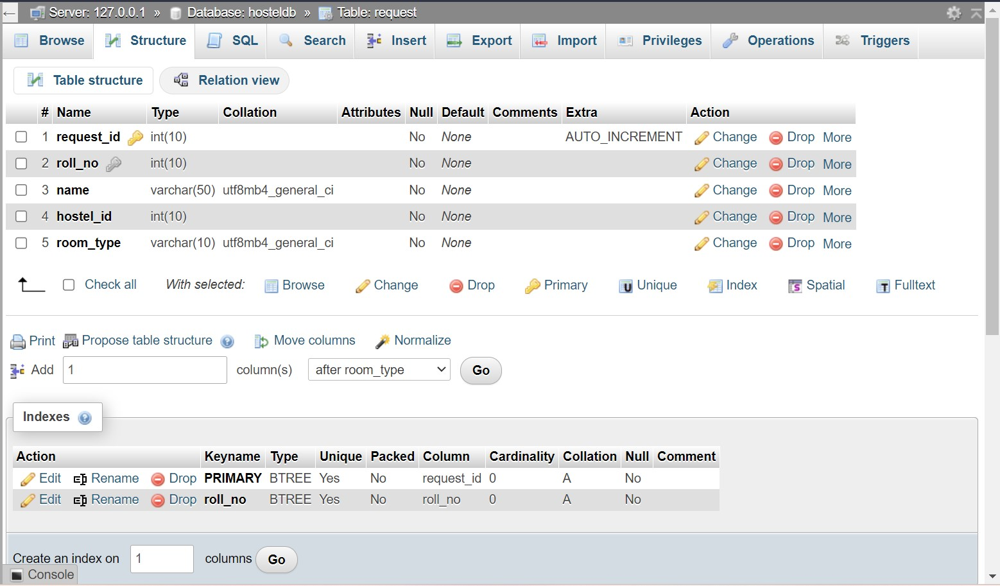 Server: 127.0.0.1 » Database: hosteldb » Table: request
Browse Structure SQL Search Insert Export Import Privileges Operations Triggers
Table structure Relation view
# Name Type Collation Attributes Null Default Comments Extra Action
1 request_id int(10) No None AUTO_INCREMENT Change Drop More
2 roll_no int(10) No None Change Drop More
3 name varchar(50) utf8mb4_general_ci No None Change Drop More
4 hostel_id int(10) No None Change Drop More
5 room_type varchar(10) utf8mb4_general_ci No None Change Drop More
Check all With selected: Browse Change Drop Primary Unique Index Spatial Fulltext
Print Propose table structure Move columns Normalize
Add 1 column(s) after room_type Go
Indexes
Action Keyname Type Unique Packed Column Cardinality Collation Null Comment
Edit Rename Drop PRIMARY BTREE Yes No request_id 0 A No
Edit Rename Drop roll_no BTREE Yes No roll_no 0 A No
Create an index on 1 columns Go
Console